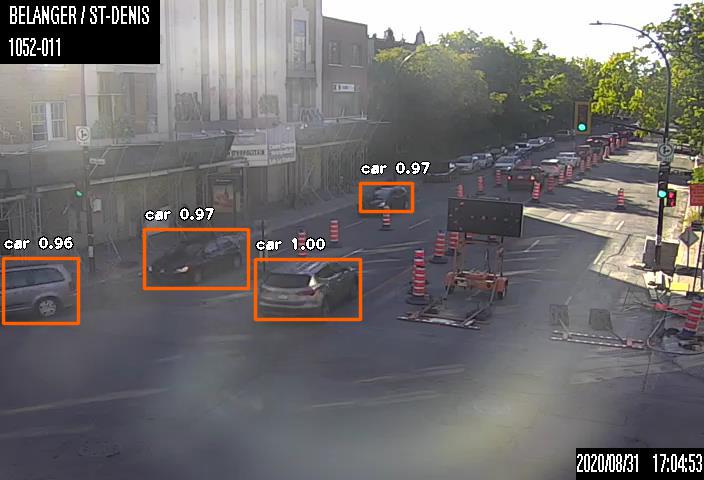 BELANGER / ST-DENIS
1052-011
car 0.97
car 0.97
car 0.96
car 1.00
2020/08/31 17:04:53